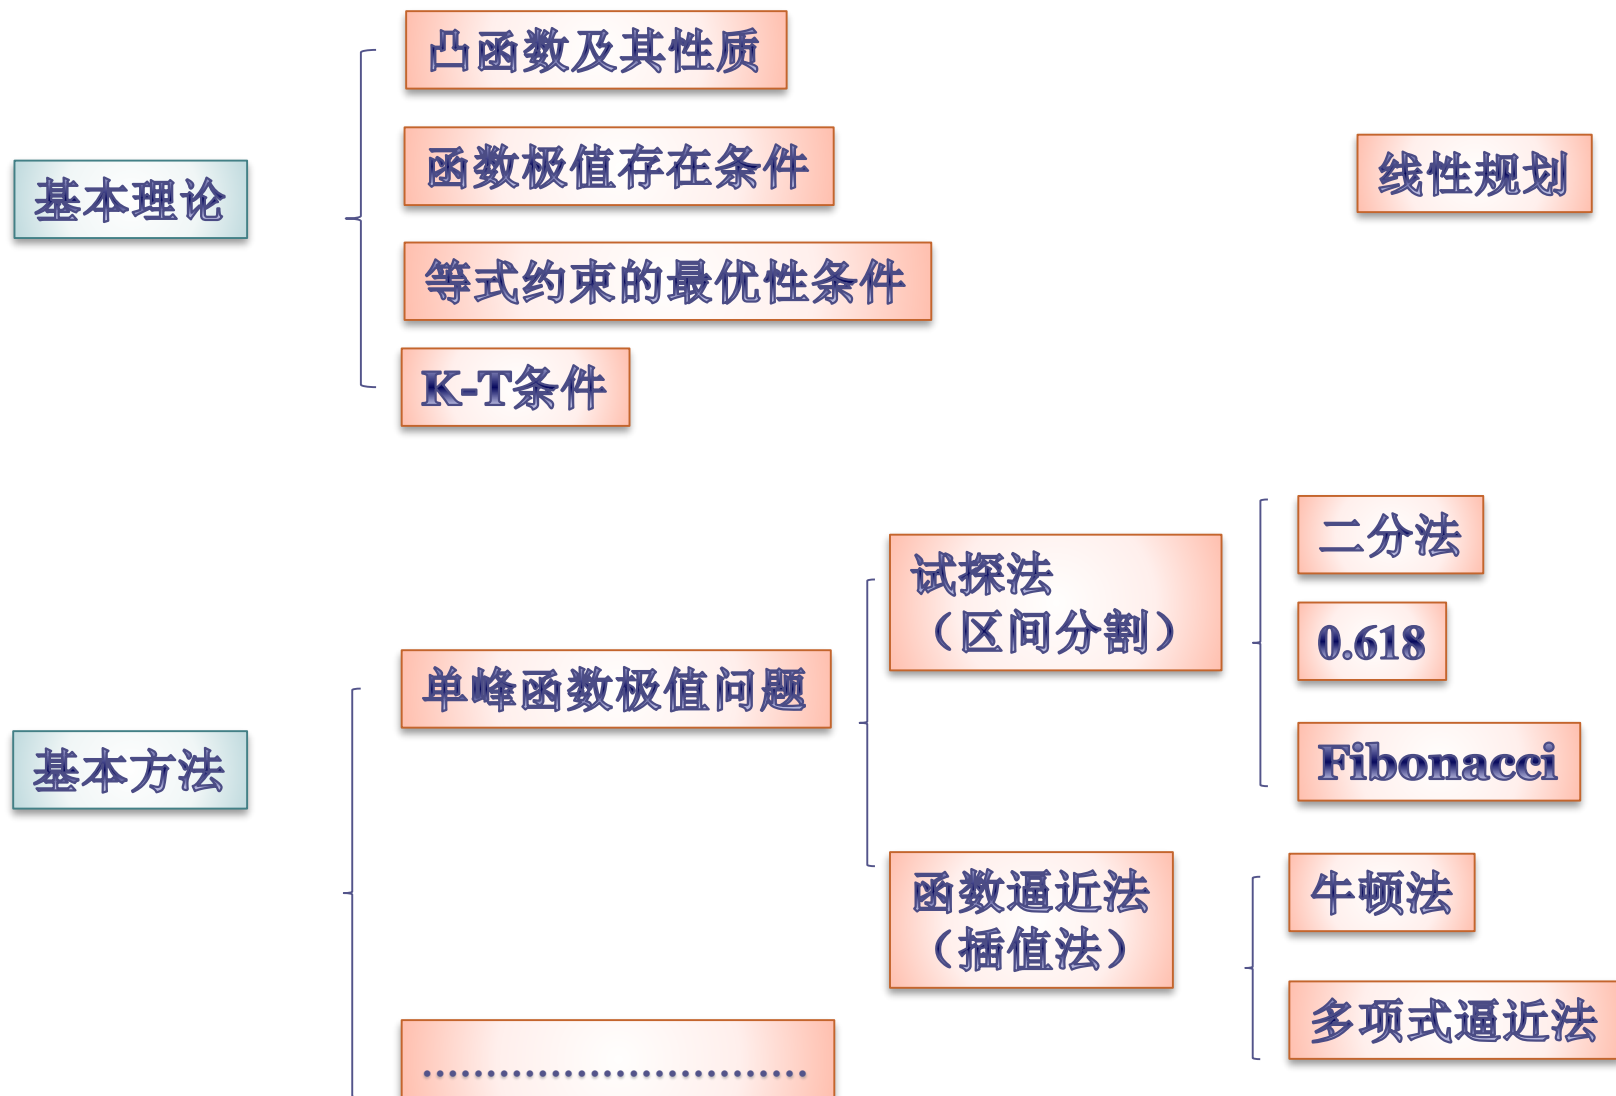 凸函数及其性质
函数极值存在条件
线性规划
基本理论
等式约束的最优性条件
K-T条件
二分法
试探法
（区间分割）
0.618
单峰函数极值问题
Fibonacci
基本方法
函数逼近法
（插值法）
牛顿法
多项式逼近法
..............................